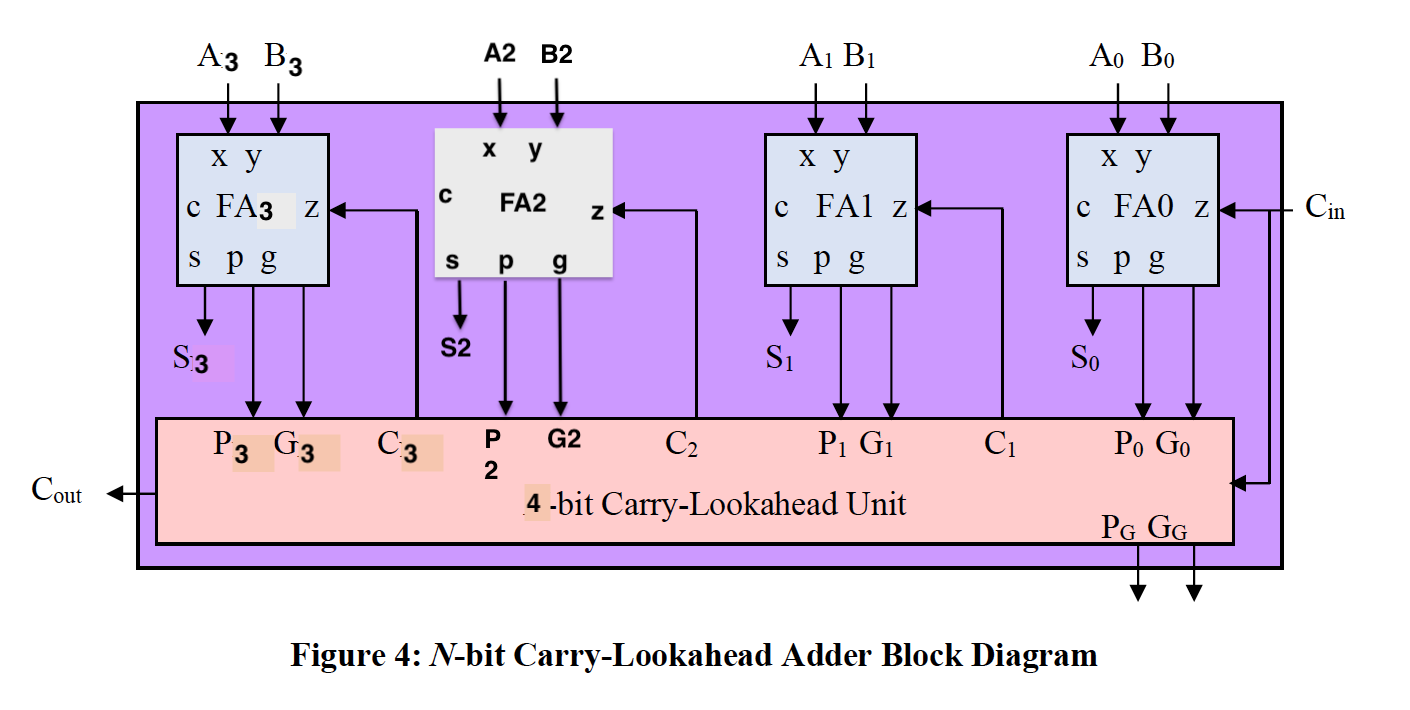 A3 B3 A2 B2 A1 B1 A0 B0
x y x y x y x y
c FA3 z c FA2 z c FA1 z c FA0 z Cin
s p g s p g s p g s p g
S3 S2 S1 S0
P3 G3 C3 P2 G2 C2 P1 G1 C1 P0 G0
Cout 4-bit Carry-Lookahead Unit
PG GG
Figure 4: N-bit Carry-Lookahead Adder Block Diagram